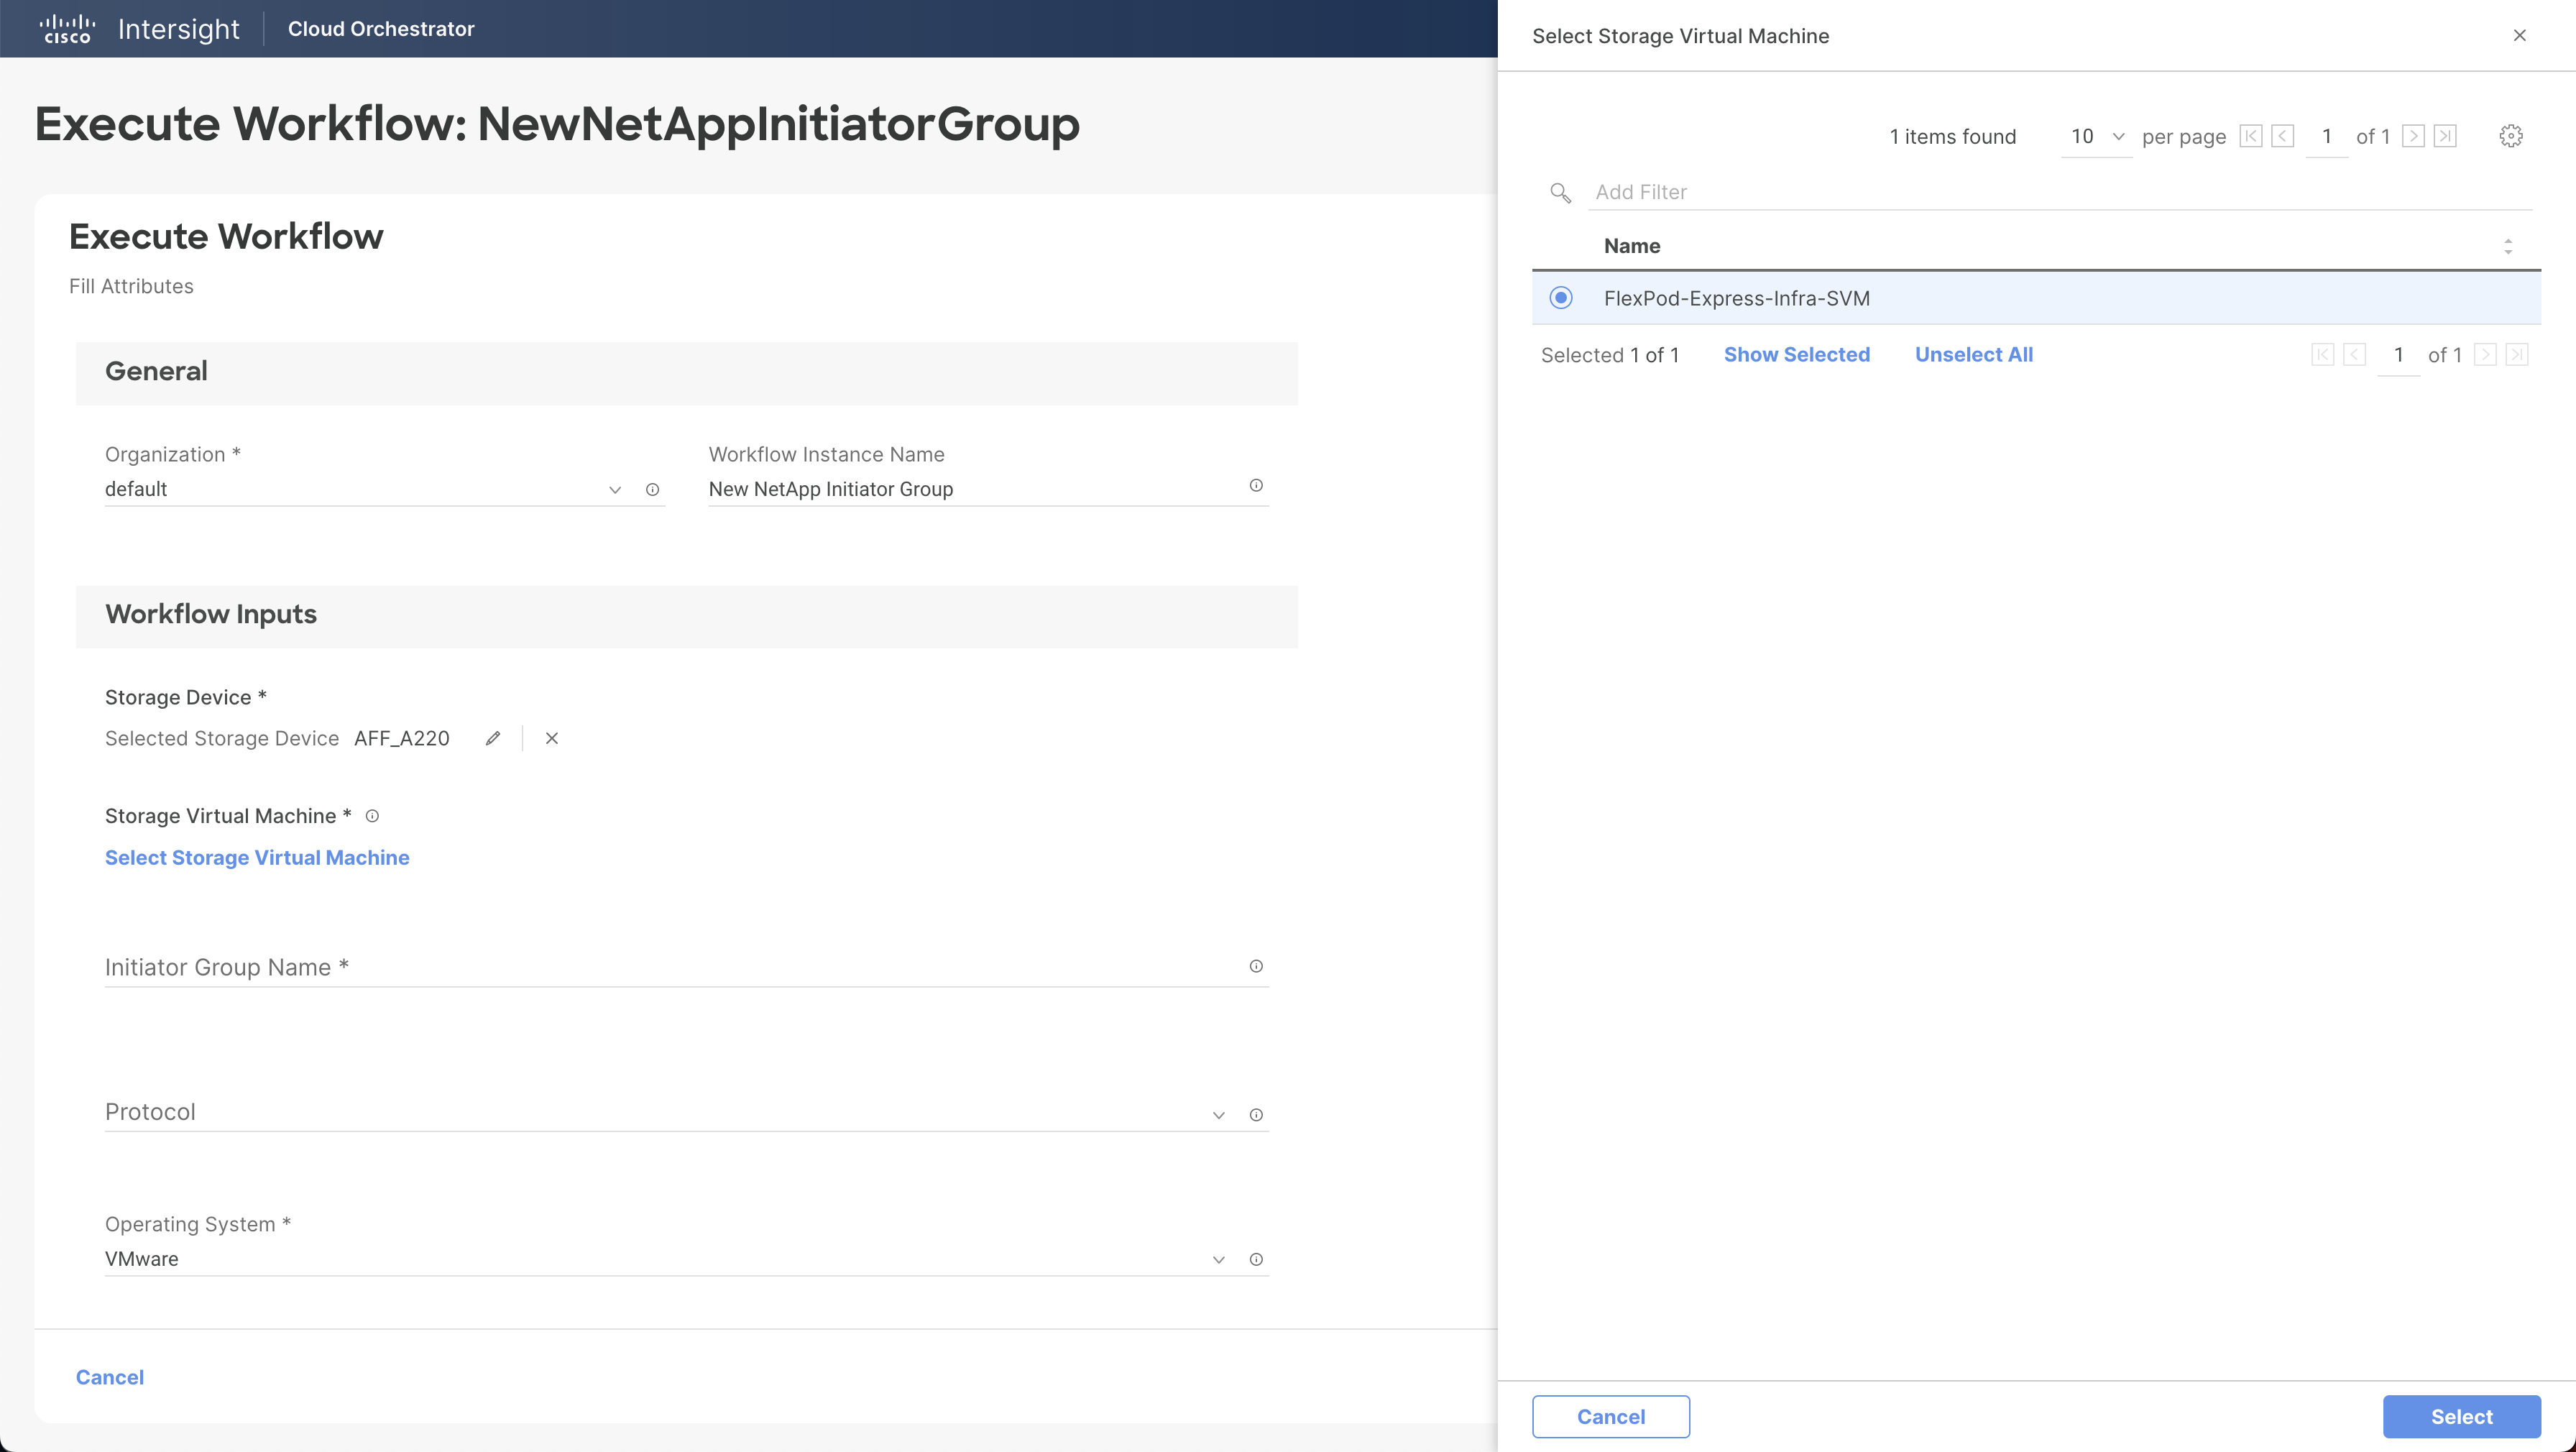 cisco Intersight Cloud Orchestrator
Execute Workflow: NewNetAppInitiatorGroup
Execute Workflow
Fill Attributes
General
Organization * Workflow Instance Name
default New NetApp Initiator Group
Workflow Inputs
Storage Device *
Selected Storage Device AFF_A220
Storage Virtual Machine *
Select Storage Virtual Machine
Initiator Group Name *
Protocol
Operating System *
VMware
Cancel
Select Storage Virtual Machine
1 items found 10 per page 1 of 1
Add Filter
Name
FlexPod-Express-Infra-SVM
Selected 1 of 1 Show Selected Unselect All 1 of 1
Cancel Select